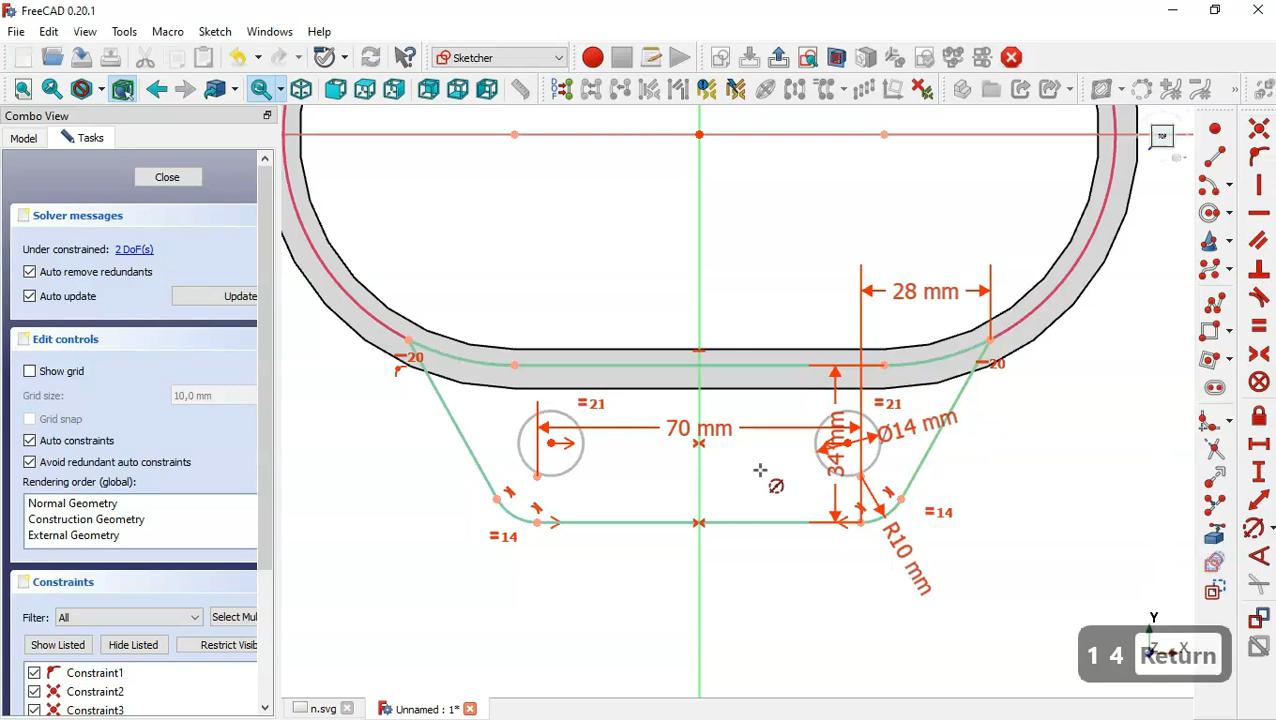 FreeCAD 0.20.1
File Edit View Tools Macro Sketch Windows Help
Sketcher
Combo View
Model Tasks
Close
Solver messages
Under constrained: 2 DoF(s)
Auto remove redundants
Auto update Update
Edit controls
Show grid
Grid size: 10,0 mm
Grid snap
Auto constraints
Avoid redundant auto constraints
Rendering order (global):
Normal Geometry
Construction Geometry
External Geometry
Constraints
Filter: All Select Mul
Show Listed Hide Listed Restrict Visib
Constraint1
Constraint2
Constraint3
TOP
28 mm
20
20
21
21
70 mm
Ø14 mm
34 mm
14
14
R10 mm
Y
Z X
1 4 Return
n.svg Unnamed : 1*